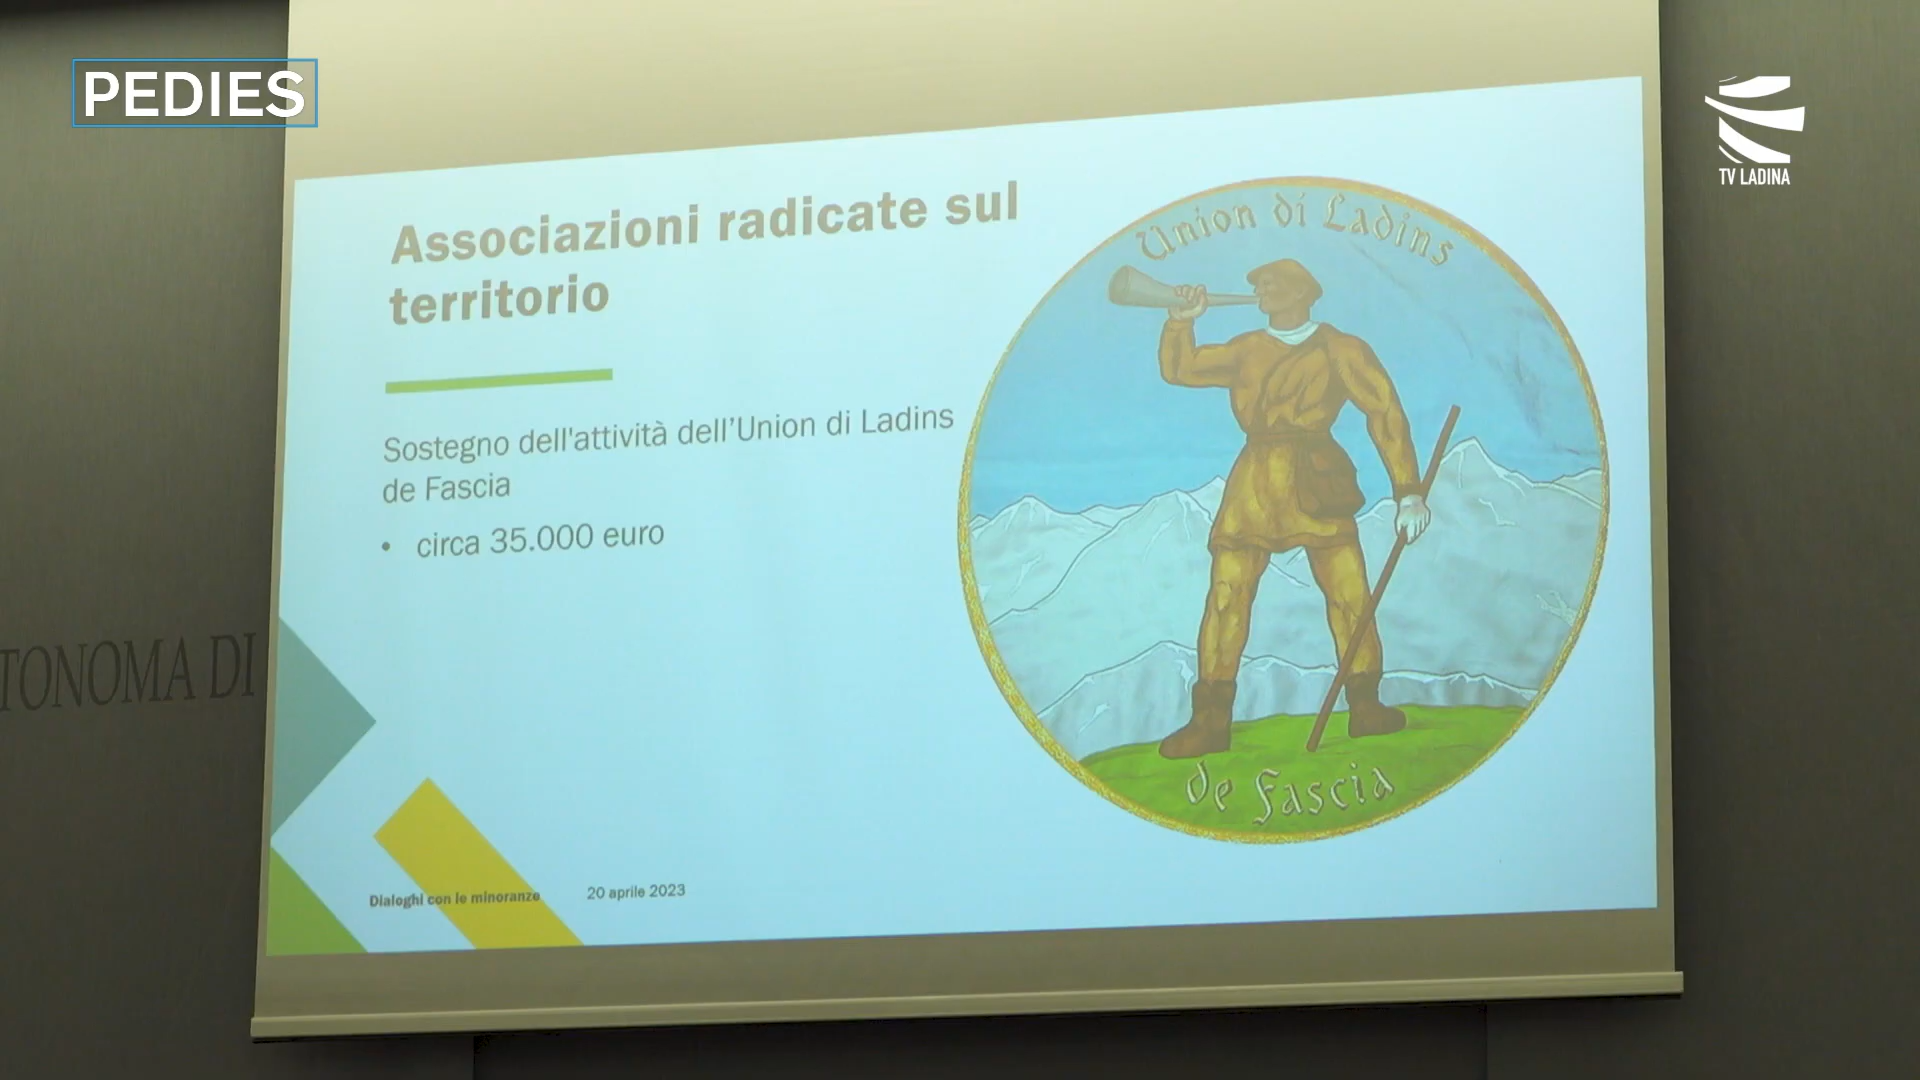 PEDIES
TV LADINA
Associazioni radicate sul
territorio
Sostegno dell'attività dell’Union di Ladins
de Fascia
• circa 35.000 euro
Union di Ladins
de Fascia
TONOMA DI
Dialoghi con le minoranze
20 aprile 2023